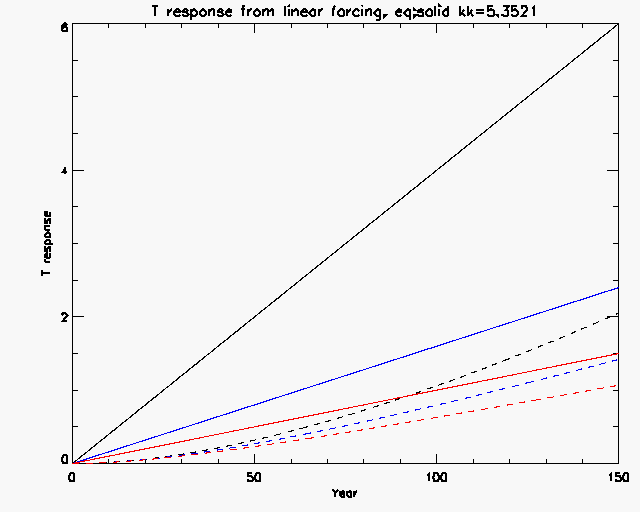 T response from linear forcing, eq;solid kk=5.3521
6
4
2
0
T response
0
50
100
150
Year